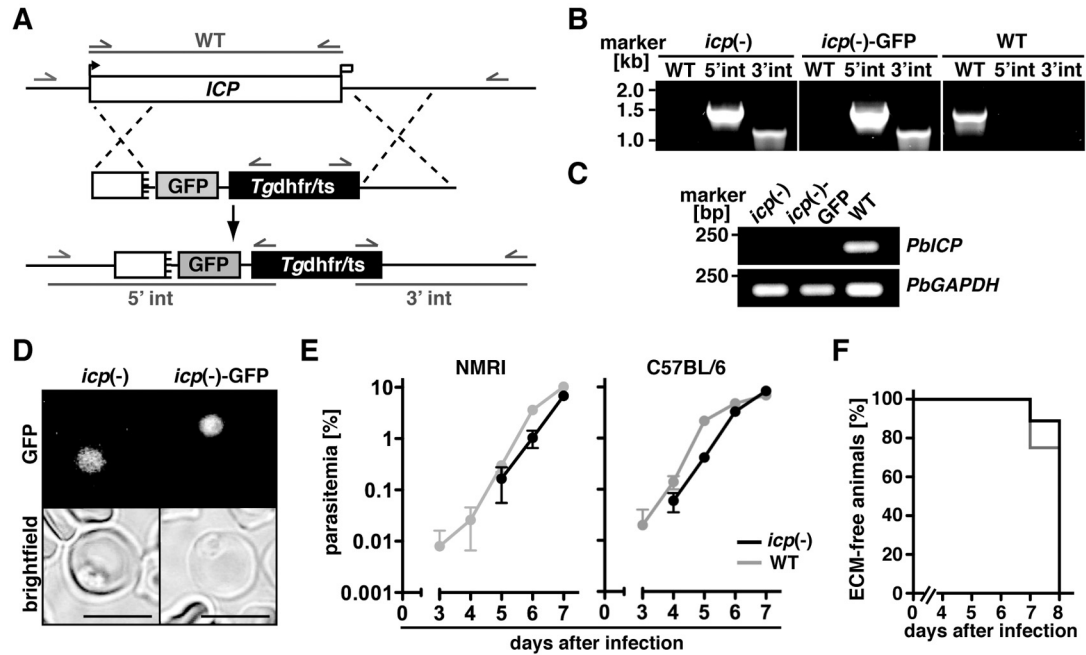 A
WT
ICP
GFP
Tgdhfr/ts
GFP
Tgdhfr/ts
5' int
3' int
B
marker
[kb]
icp(-)
icp(-)-GFP
WT
WT 5'int 3'int
WT 5'int 3'int
WT 5'int 3'int
2.0
1.5
1.0
C
marker
[bp]
icp(-)
icp(-)-
GFP
WT
250
PbICP
250
PbGAPDH
D
icp(-)
icp(-)-GFP
GFP
brightfield
E
NMRI
C57BL/6
parasitemia [%]
10
1
0.1
0.01
0.001
0 3 4 5 6 7
0 3 4 5 6 7
icp(-)
WT
days after infection
F
ECM-free animals [%]
100
80
60
40
20
0
0 4 5 6 7 8
days after infection